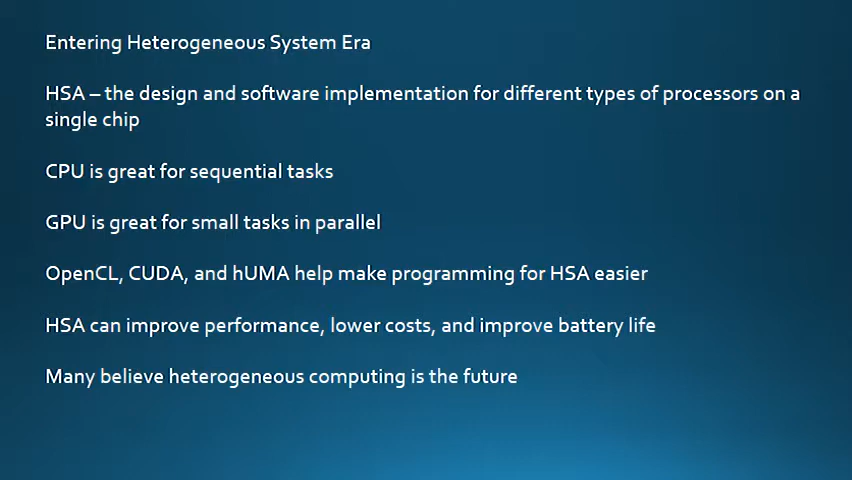 Entering Heterogeneous System Era
HSA – the design and software implementation for different types of processors on a
single chip
CPU is great for sequential tasks
GPU is great for small tasks in parallel
OpenCL, CUDA, and hUMA help make programming for HSA easier
HSA can improve performance, lower costs, and improve battery life
Many believe heterogeneous computing is the future